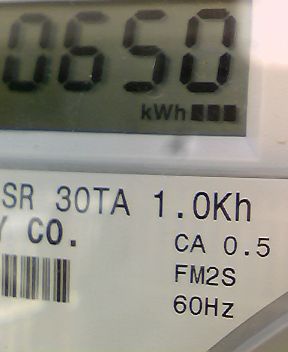 0650
kWh
SR 30TA 1.0Kh
Y CO.
CA 0.5
FM2S
60Hz